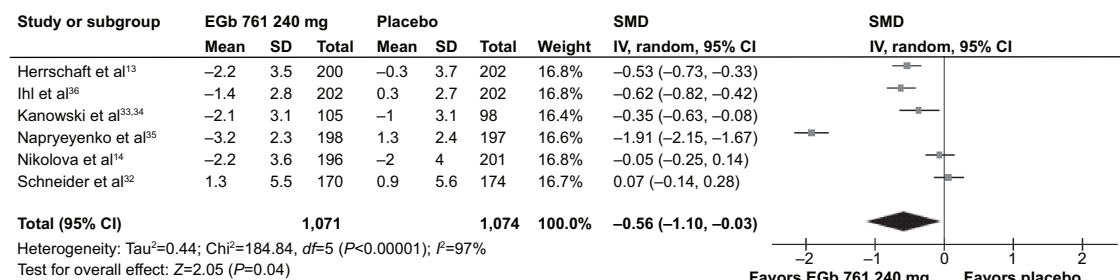 Study or subgroup EGb 761 240 mg Placebo SMD SMD
Mean SD Total Mean SD Total Weight IV, random, 95% CI IV, random, 95% CI
Herrschaft et al¹³ –2.2 3.5 200 –0.3 3.7 202 16.8% –0.53 (–0.73, –0.33)
Ihl et al³⁶ –1.4 2.8 202 0.3 2.7 202 16.8% –0.62 (–0.82, –0.42)
Kanowski et al³³,³⁴ –2.1 3.1 105 –1 3.1 98 16.4% –0.35 (–0.63, –0.08)
Napryeyenko et al³⁵ –3.2 2.3 198 1.3 2.4 197 16.6% –1.91 (–2.15, –1.67)
Nikolova et al¹⁴ –2.2 3.6 196 –2 4 201 16.8% –0.05 (–0.25, 0.14)
Schneider et al³² 1.3 5.5 170 0.9 5.6 174 16.7% 0.07 (–0.14, 0.28)
Total (95% CI) 1,071 1,074 100.0% –0.56 (–1.10, –0.03)
Heterogeneity: Tau²=0.44; Chi²=184.84, df=5 (P<0.00001); I²=97%
Test for overall effect: Z=2.05 (P=0.04)
–2 –1 0 1 2
Favors EGb 761 240 mg Favors placebo